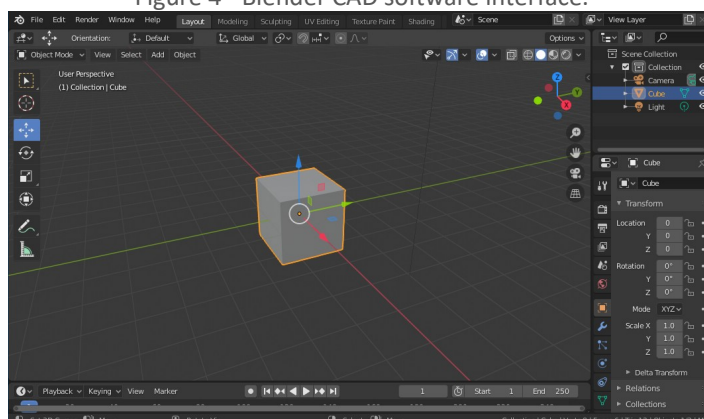 Figure 4 - Blender CAD software interface.
File Edit Render Window Help Layout Modeling Sculpting UV Editing Texture Paint Shading Scene View Layer
Orientation: Default Global Options
Object Mode View Select Add Object
User Perspective
(1) Collection | Cube
Z
Y
X
Scene Collection
Collection
Camera
Cube
Light
Cube
Cube
Transform
Location 0
Y 0
Z 0
Rotation 0°
Y 0°
Z 0°
Mode XYZ
Scale X 1.0
Y 1.0
Z 1.0
Delta Transform
Relations
Collections
Playback Keying View Marker 1 Start 1 End 250